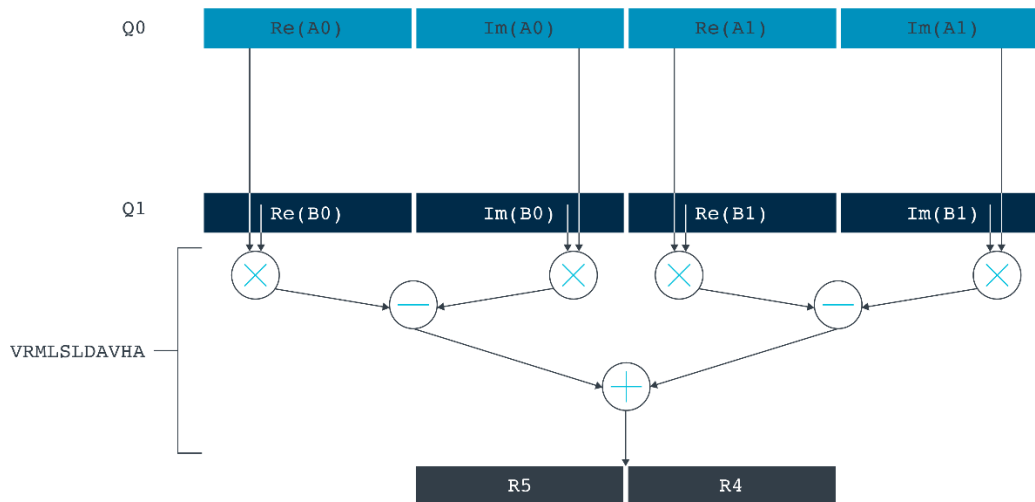 Q0 Re(A0) Im(A0) Re(A1) Im(A1)
Q1 Re(B0) Im(B0) Re(B1) Im(B1)
VRMLSLDAVHA
R5 R4